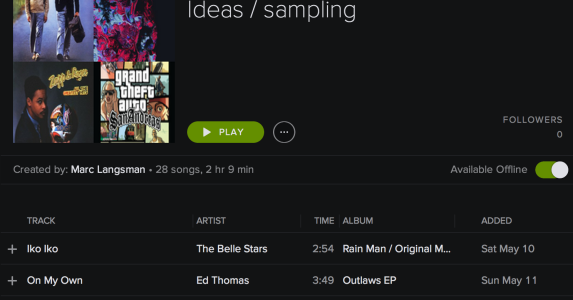 Ideas / sampling
grand
theft
auto
San Andreas
PLAY
FOLLOWERS
0
Created by: Marc Langsman • 28 songs, 2 hr 9 min
Available Offline
TRACK ARTIST TIME ALBUM ADDED
+ Iko Iko The Belle Stars 2:54 Rain Man / Original M... Sat May 10
+ On My Own Ed Thomas 3:49 Outlaws EP Sun May 11